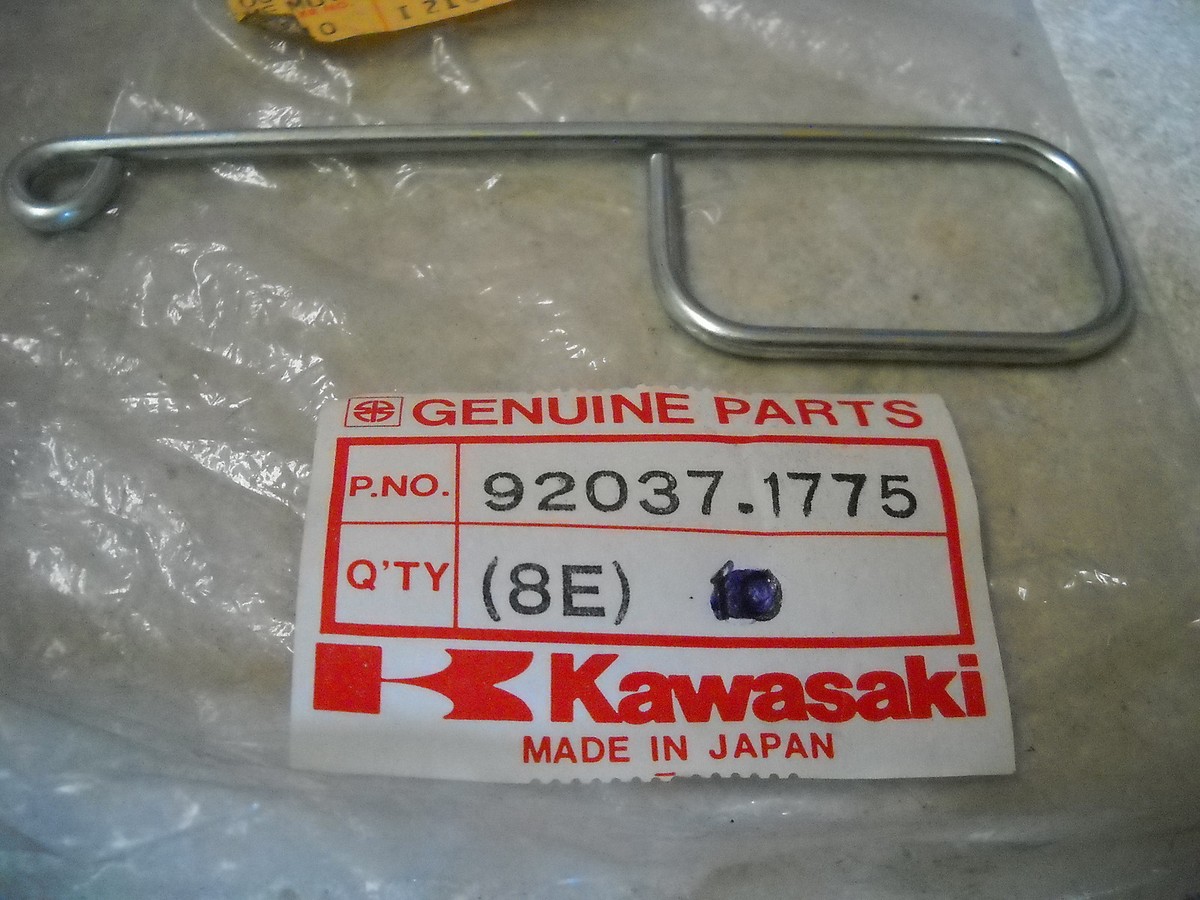 GENUINE PARTS
P.NO. 92037.1775
Q'TY (8E)
Kawasaki
MADE IN JAPAN